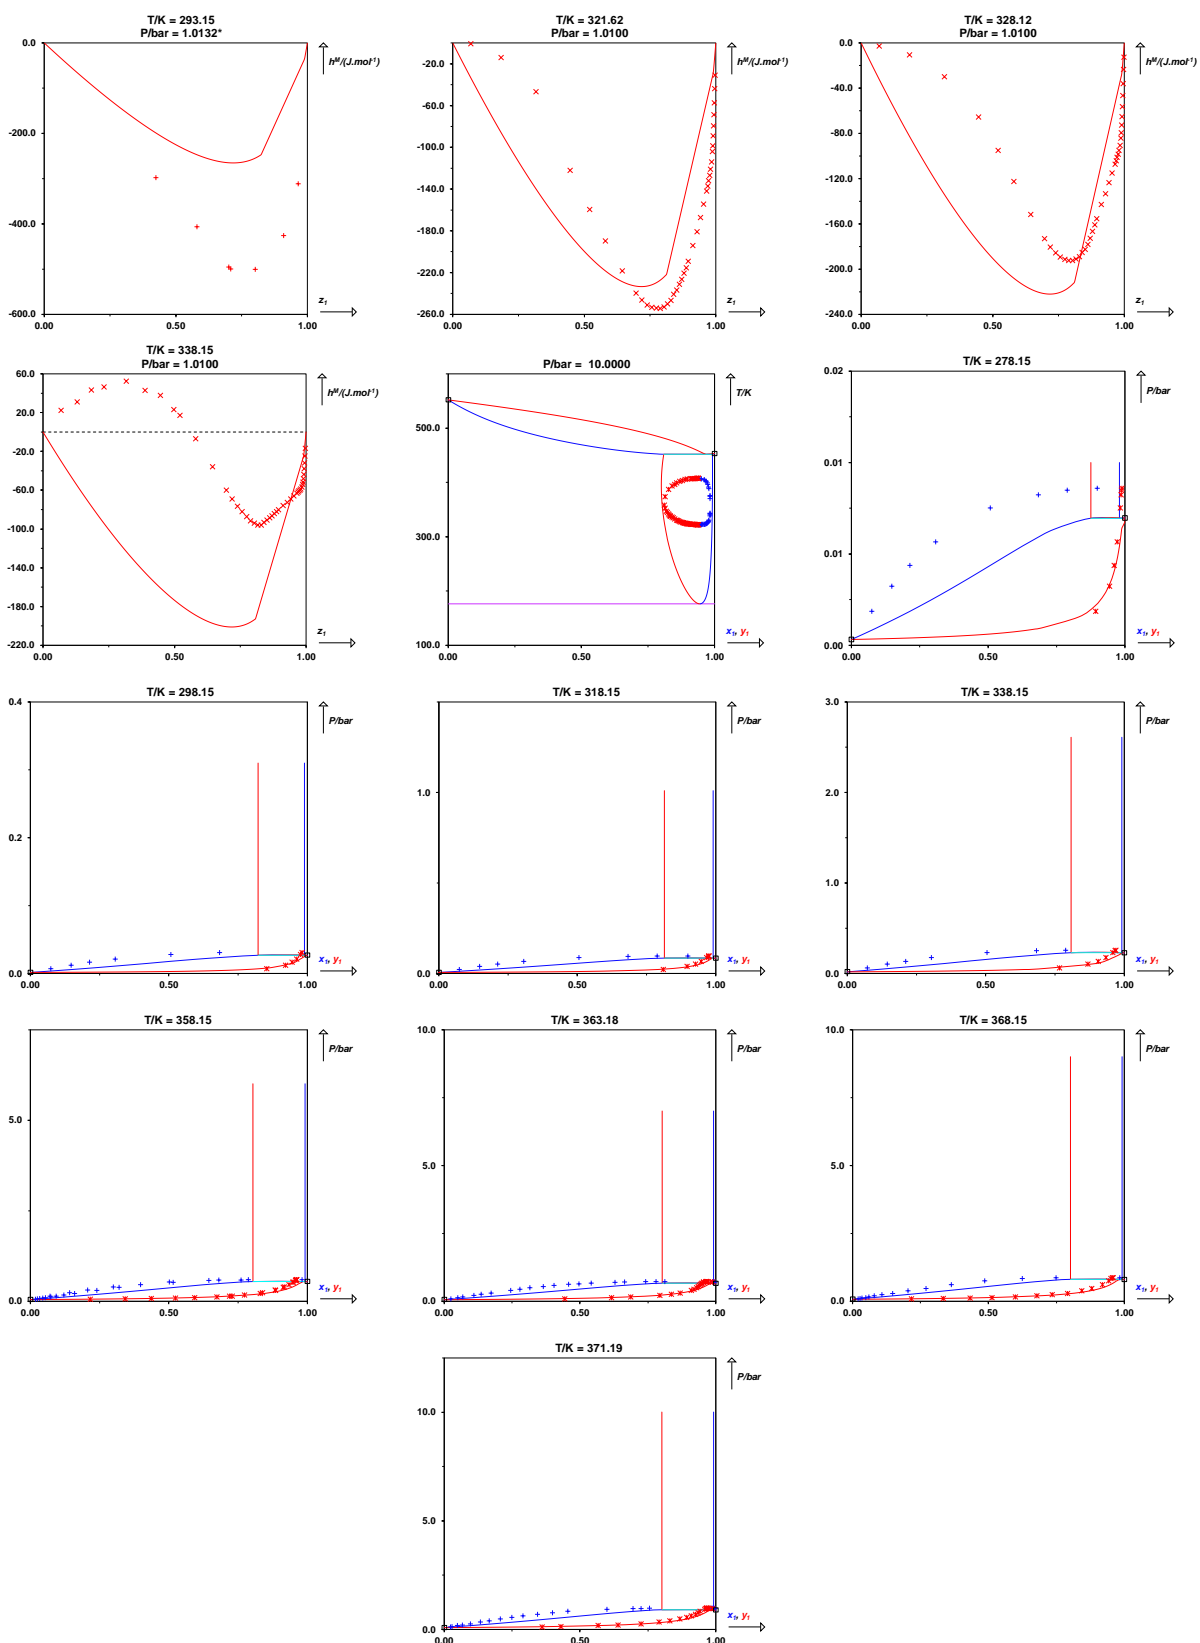 T/K = 293.15
P/bar = 1.0132*
0.0
-200.0
-400.0
-600.0
0.00
0.50
1.00
hᴹ/(J.mol-¹)
z₁
T/K = 321.62
P/bar = 1.0100
-20.0
-60.0
-100.0
-140.0
-180.0
-220.0
-260.0
0.00
0.50
1.00
hᴹ/(J.mol-¹)
z₁
T/K = 328.12
P/bar = 1.0100
0.0
-40.0
-80.0
-120.0
-160.0
-200.0
-240.0
0.00
0.50
1.00
hᴹ/(J.mol-¹)
z₁
T/K = 338.15
P/bar = 1.0100
60.0
20.0
-20.0
-60.0
-100.0
-140.0
-180.0
-220.0
0.00
0.50
1.00
hᴹ/(J.mol-¹)
z₁
P/bar = 10.0000
500.0
300.0
100.0
0.00
0.50
1.00
T/K
x₁, y₁
T/K = 278.15
0.02
0.01
0.01
0.00
0.00
0.50
1.00
P/bar
x₁, y₁
T/K = 298.15
0.4
0.2
0.0
0.00
0.50
1.00
P/bar
x₁, y₁
T/K = 318.15
1.0
0.0
0.00
0.50
1.00
P/bar
x₁, y₁
T/K = 338.15
3.0
2.0
1.0
0.0
0.00
0.50
1.00
P/bar
x₁, y₁
T/K = 358.15
5.0
0.0
0.00
0.50
1.00
P/bar
x₁, y₁
T/K = 363.18
10.0
5.0
0.0
0.00
0.50
1.00
P/bar
x₁, y₁
T/K = 368.15
10.0
5.0
0.0
0.00
0.50
1.00
P/bar
x₁, y₁
T/K = 371.19
10.0
5.0
0.0
0.00
0.50
1.00
P/bar
x₁, y₁